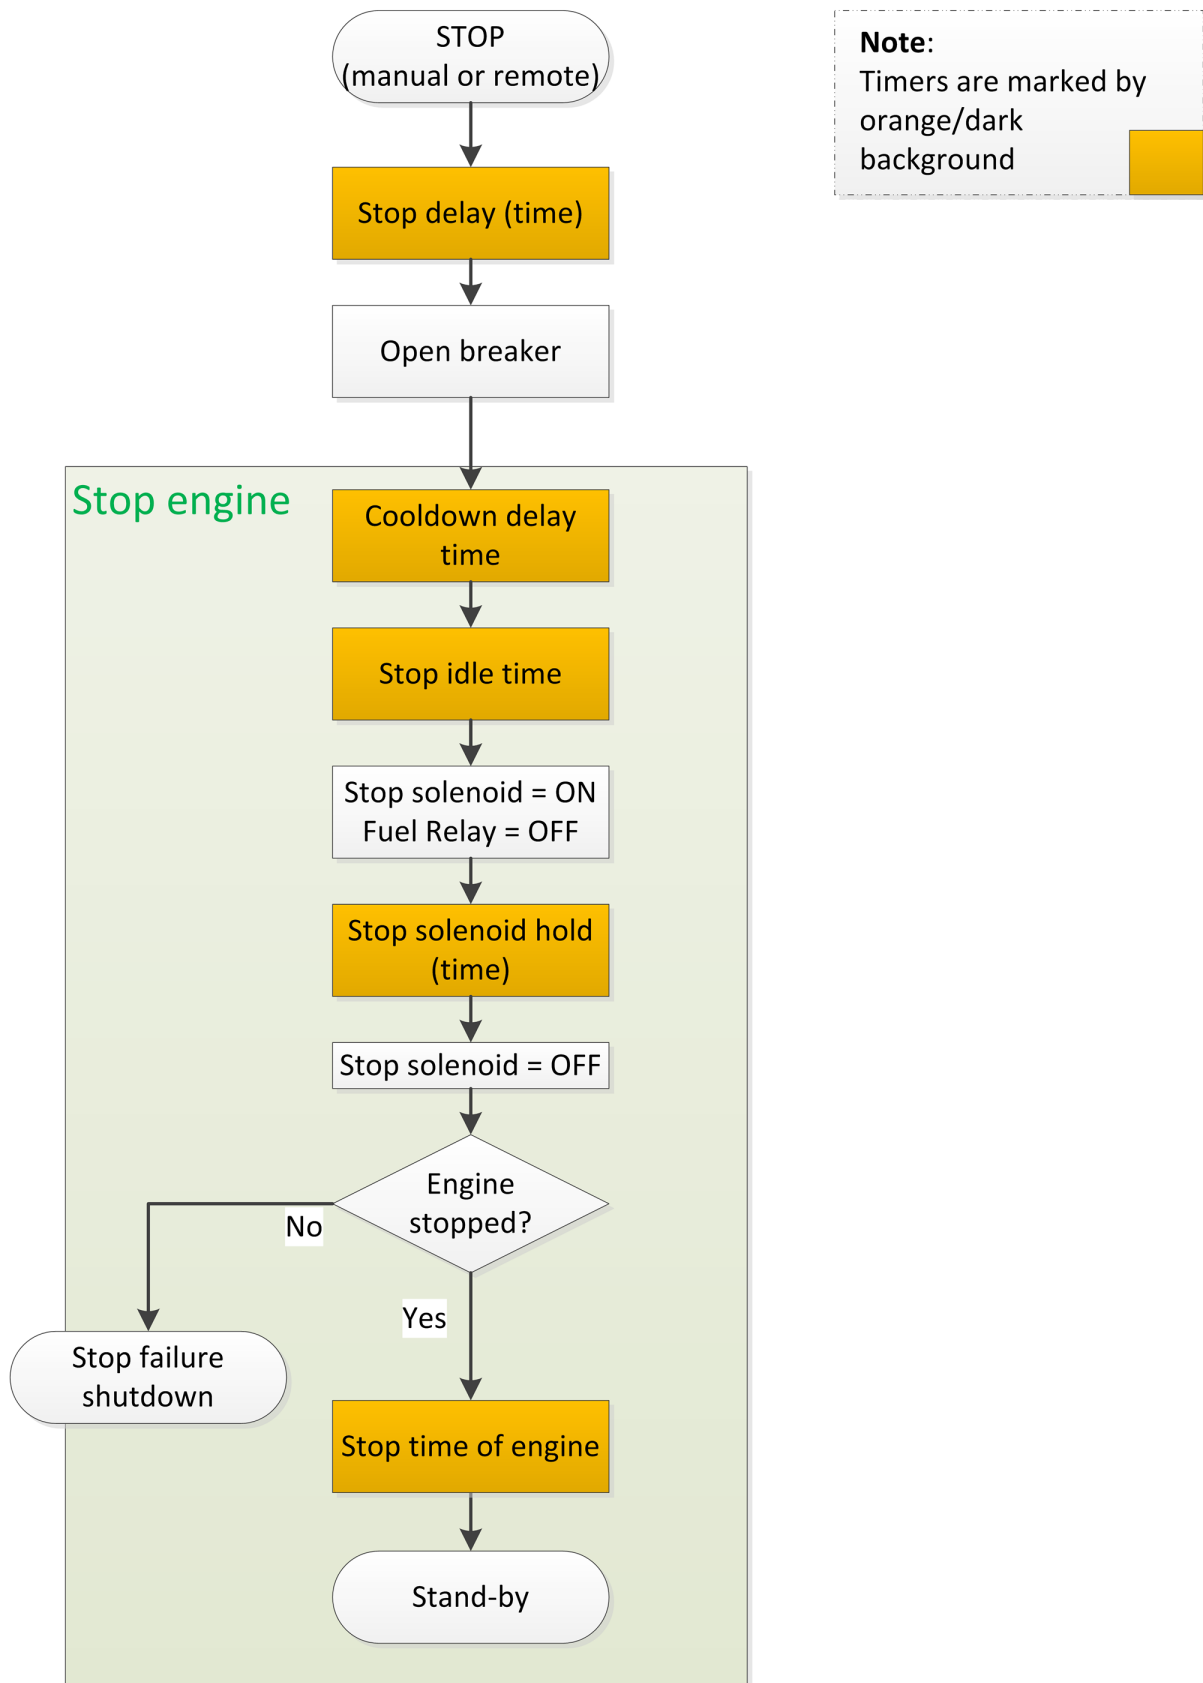 STOP
(manual or remote)
Note:
Timers are marked by
orange/dark
background
Stop delay (time)
Open breaker
Stop engine
Cooldown delay
time
Stop idle time
Stop solenoid = ON
Fuel Relay = OFF
Stop solenoid hold
(time)
Stop solenoid = OFF
Engine
stopped?
No
Yes
Stop failure
shutdown
Stop time of engine
Stand-by